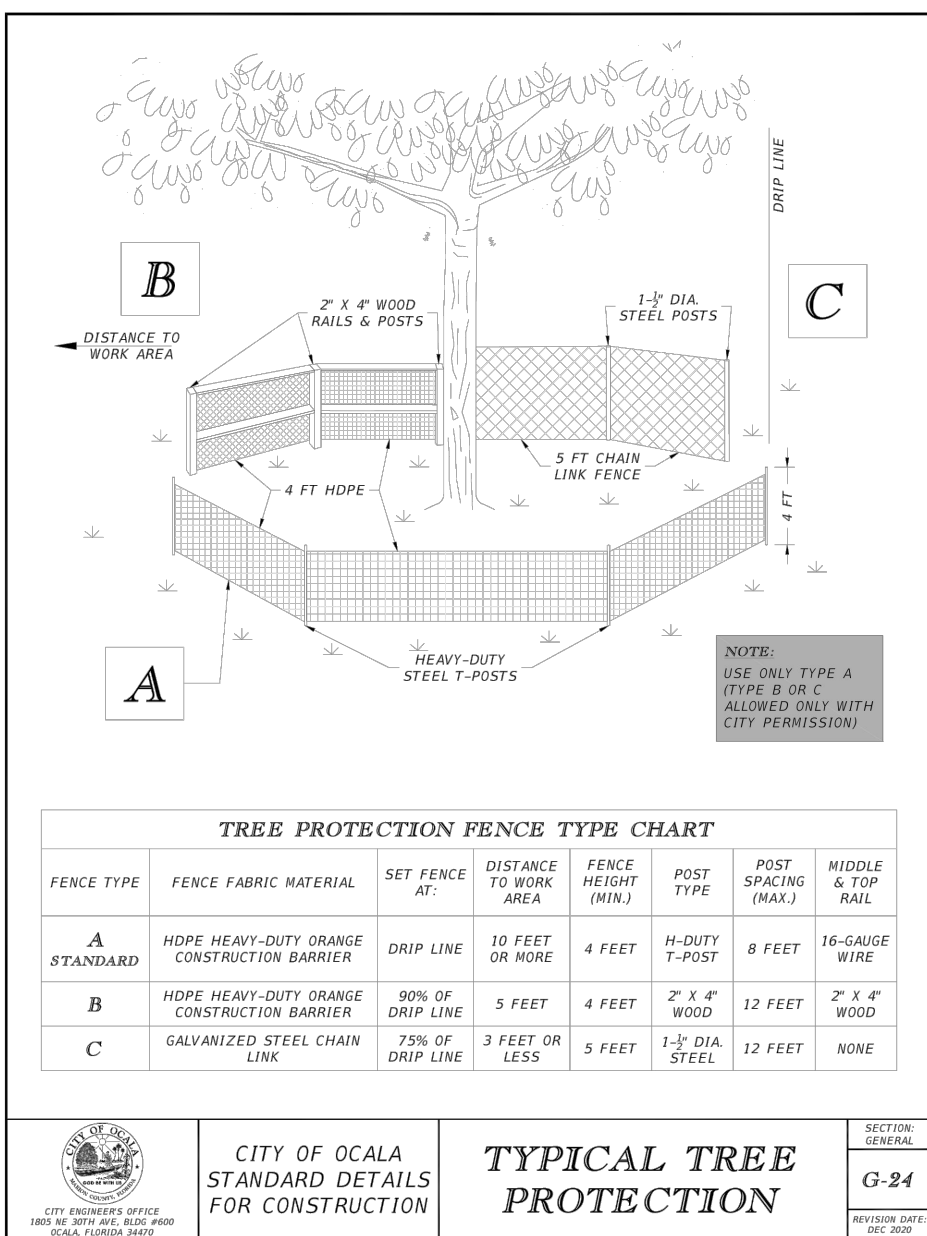 DRIP LINE
B
C
2" X 4" WOOD
RAILS & POSTS
1-½" DIA.
STEEL POSTS
DISTANCE TO
WORK AREA
5 FT CHAIN
LINK FENCE
4 FT HDPE
4 FT
HEAVY-DUTY
STEEL T-POSTS
A
NOTE:
USE ONLY TYPE A
(TYPE B OR C
ALLOWED ONLY WITH
CITY PERMISSION)
TREE PROTECTION FENCE TYPE CHART
FENCE TYPE
FENCE FABRIC MATERIAL
SET FENCE
AT:
DISTANCE
TO WORK
AREA
FENCE
HEIGHT
(MIN.)
POST
TYPE
POST
SPACING
(MAX.)
MIDDLE
& TOP
RAIL
A
STANDARD
HDPE HEAVY-DUTY ORANGE
CONSTRUCTION BARRIER
DRIP LINE
10 FEET
OR MORE
4 FEET
H-DUTY
T-POST
8 FEET
16-GAUGE
WIRE
B
HDPE HEAVY-DUTY ORANGE
CONSTRUCTION BARRIER
90% OF
DRIP LINE
5 FEET
4 FEET
2" X 4"
WOOD
12 FEET
2" X 4"
WOOD
C
GALVANIZED STEEL CHAIN
LINK
75% OF
DRIP LINE
3 FEET OR
LESS
5 FEET
1-½" DIA.
STEEL
12 FEET
NONE
CITY OF OCALA
GOD BE WITH US
MARION COUNTY, FLORIDA
CITY ENGINEER'S OFFICE
1805 NE 30TH AVE, BLDG #600
OCALA, FLORIDA 34470
CITY OF OCALA
STANDARD DETAILS
FOR CONSTRUCTION
TYPICAL TREE
PROTECTION
SECTION:
GENERAL
G-24
REVISION DATE:
DEC 2020